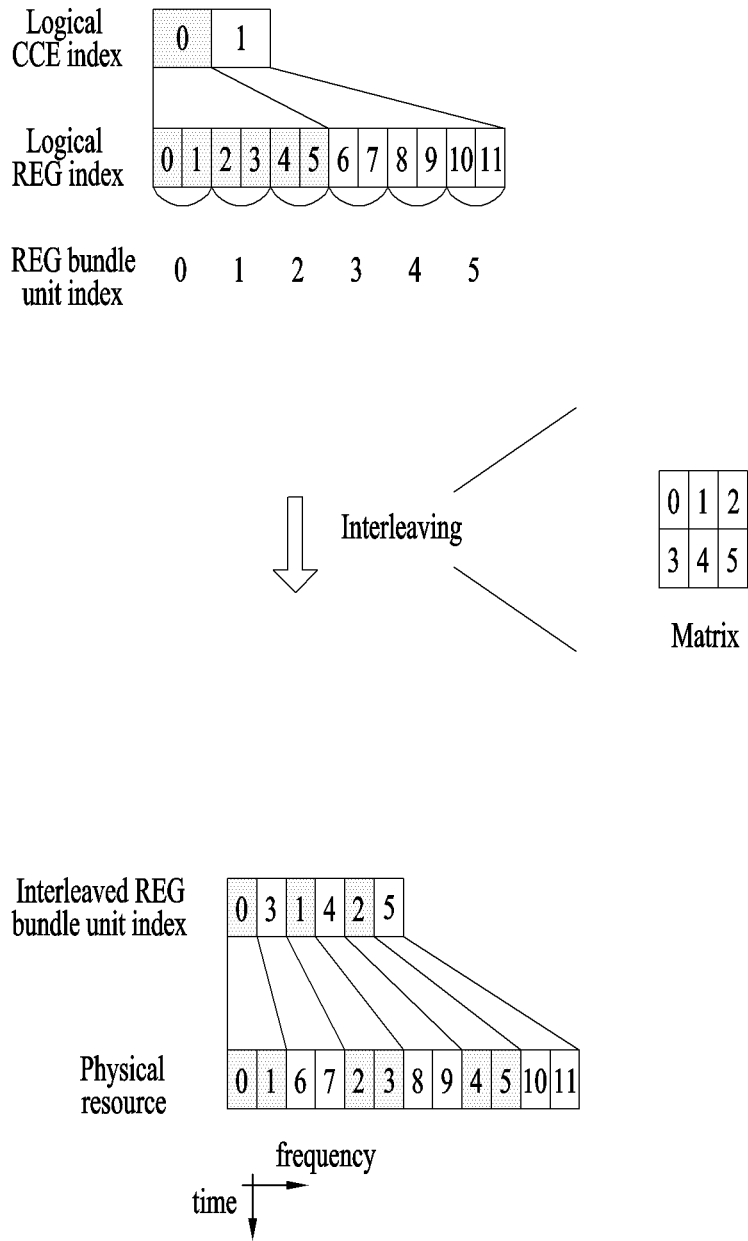 Logical
CCE index
0 1
Logical
REG index
0 1 2 3 4 5 6 7 8 9 10 11
REG bundle
unit index
0 1 2 3 4 5
Interleaving
0 1 2
3 4 5
Matrix
Interleaved REG
bundle unit index
0 3 1 4 2 5
Physical
resource
0 1 6 7 2 3 8 9 4 5 10 11
frequency
time